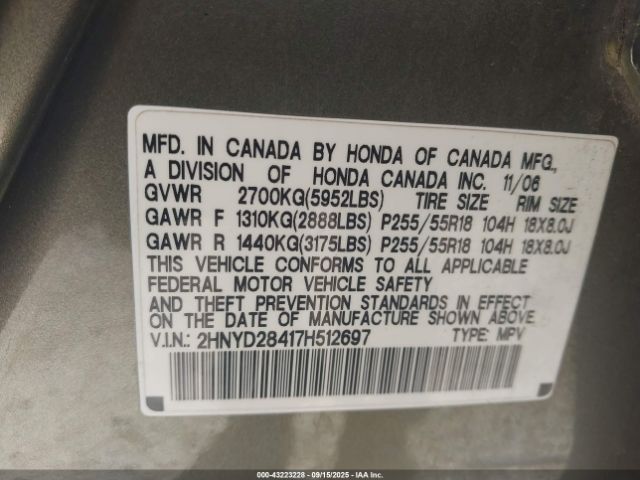 MFD. IN CANADA BY HONDA OF CANADA MFG.,
A DIVISION OF HONDA CANADA INC. 11/06
GVWR 2700KG(5952LBS) TIRE SIZE RIM SIZE
GAWR F 1310KG(2888LBS) P255/55R18 104H 18X8.0J
GAWR R 1440KG(3175LBS) P255/55R18 104H 18X8.0J
THIS VEHICLE CONFORMS TO ALL APPLICABLE
FEDERAL MOTOR VEHICLE SAFETY
AND THEFT PREVENTION STANDARDS IN EFFECT
ON THE DATE OF MANUFACTURE SHOWN ABOVE.
V.I.N.: 2HNYD28417H512697 TYPE: MPV
000-43223228 - 09/15/2025 - IAAI.com